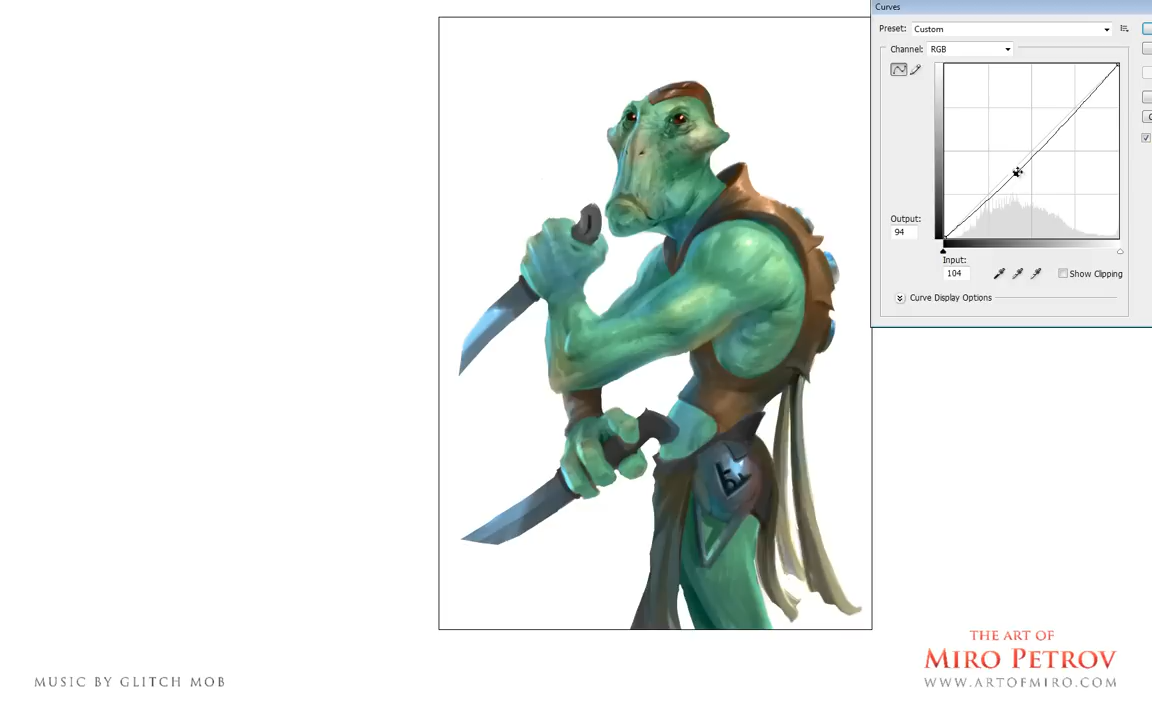 Curves
Preset: Custom
Channel: RGB
Output:
94
Input:
104
Show Clipping
Curve Display Options
THE ART OF
MIRO PETROV
WWW.ARTOFMIRO.COM
MUSIC BY GLITCH MOB